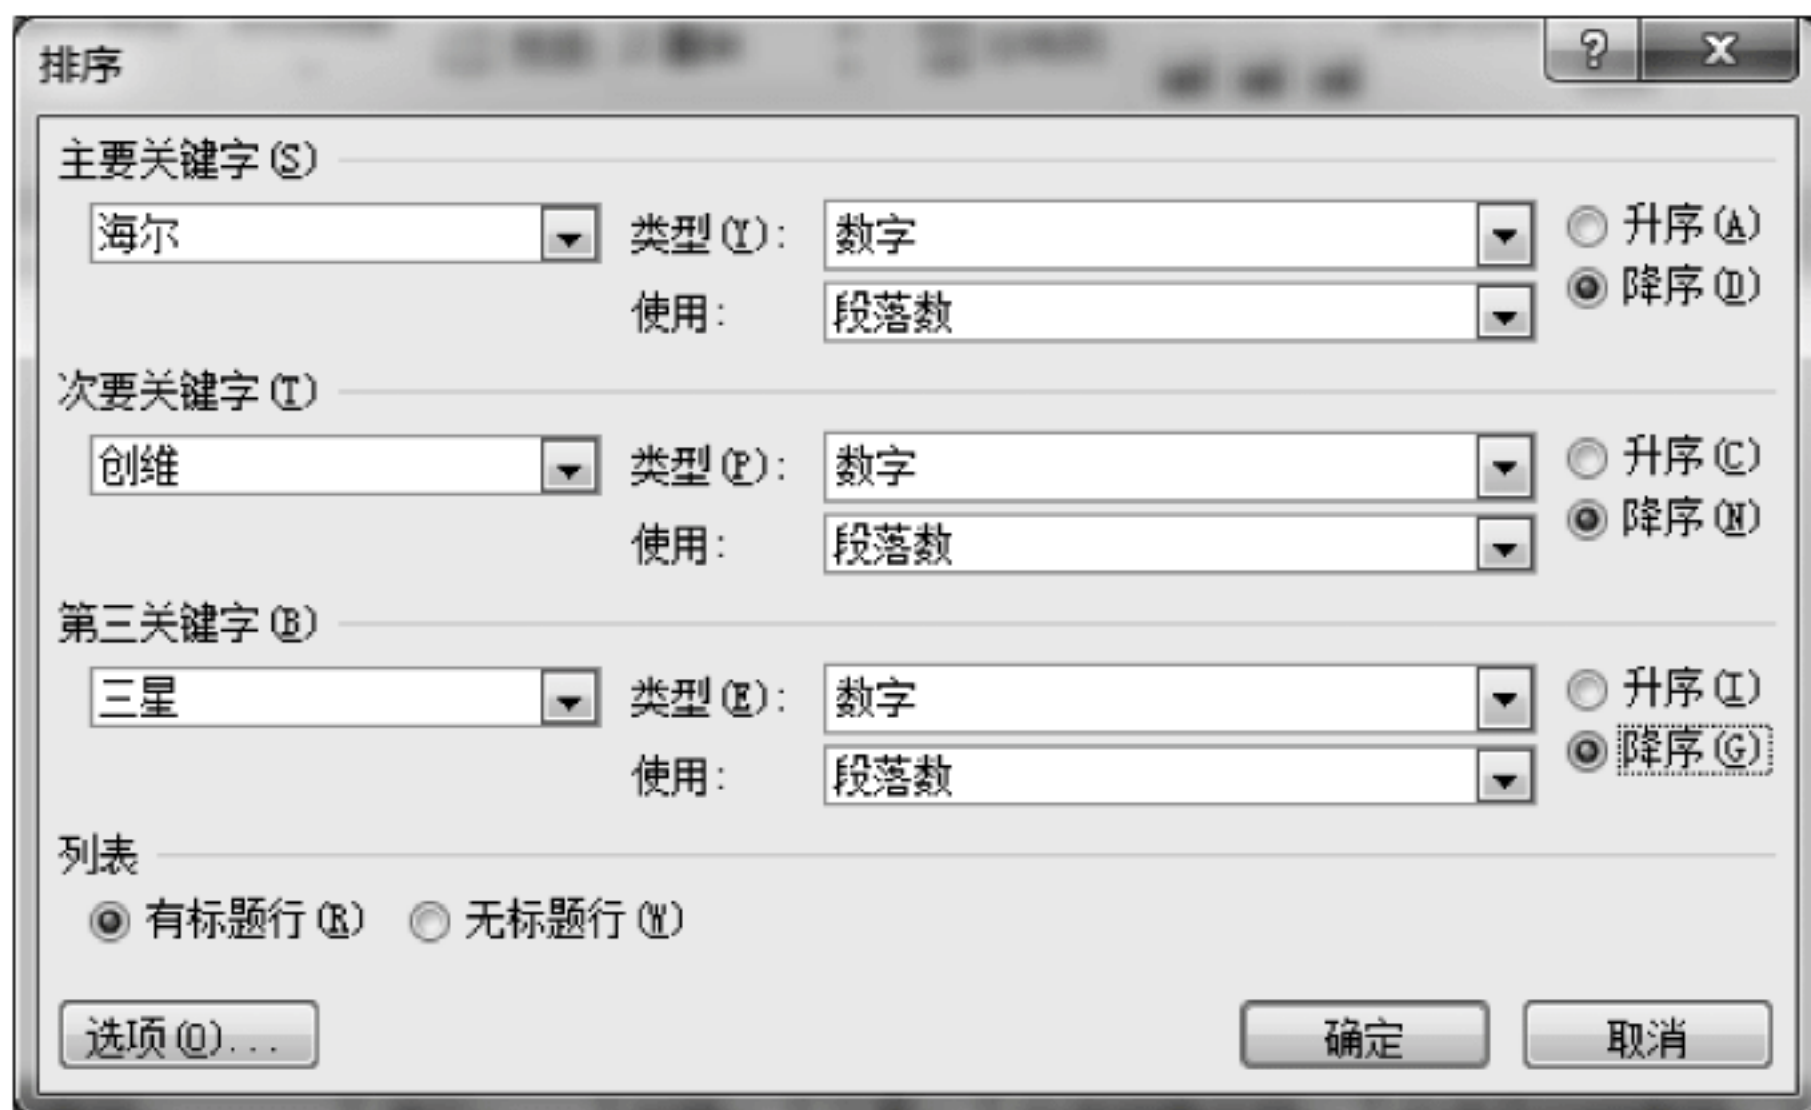 排序
主要关键字(S)
海尔 类型(Y): 数字 升序(A)
使用: 段落数 降序(D)
次要关键字(T)
创维 类型(P): 数字 升序(C)
使用: 段落数 降序(N)
第三关键字(B)
三星 类型(E): 数字 升序(I)
使用: 段落数 降序(G)
列表
有标题行(R) 无标题行(W)
选项(O)... 确定 取消